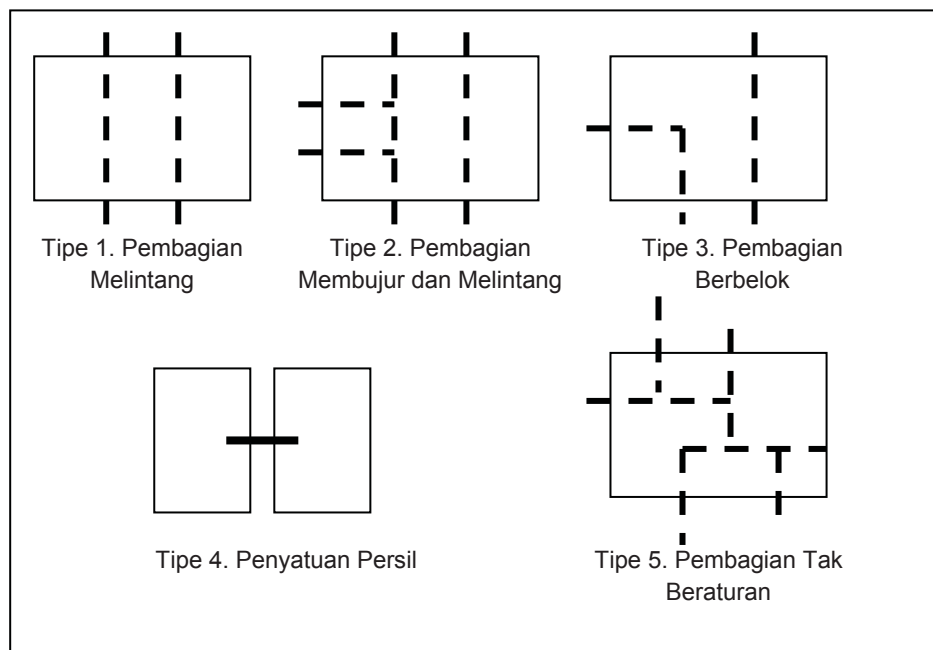 Tipe 1. Pembagian
Melintang
Tipe 2. Pembagian
Membujur dan Melintang
Tipe 3. Pembagian
Berbelok
Tipe 4. Penyatuan Persil
Tipe 5. Pembagian Tak
Beraturan